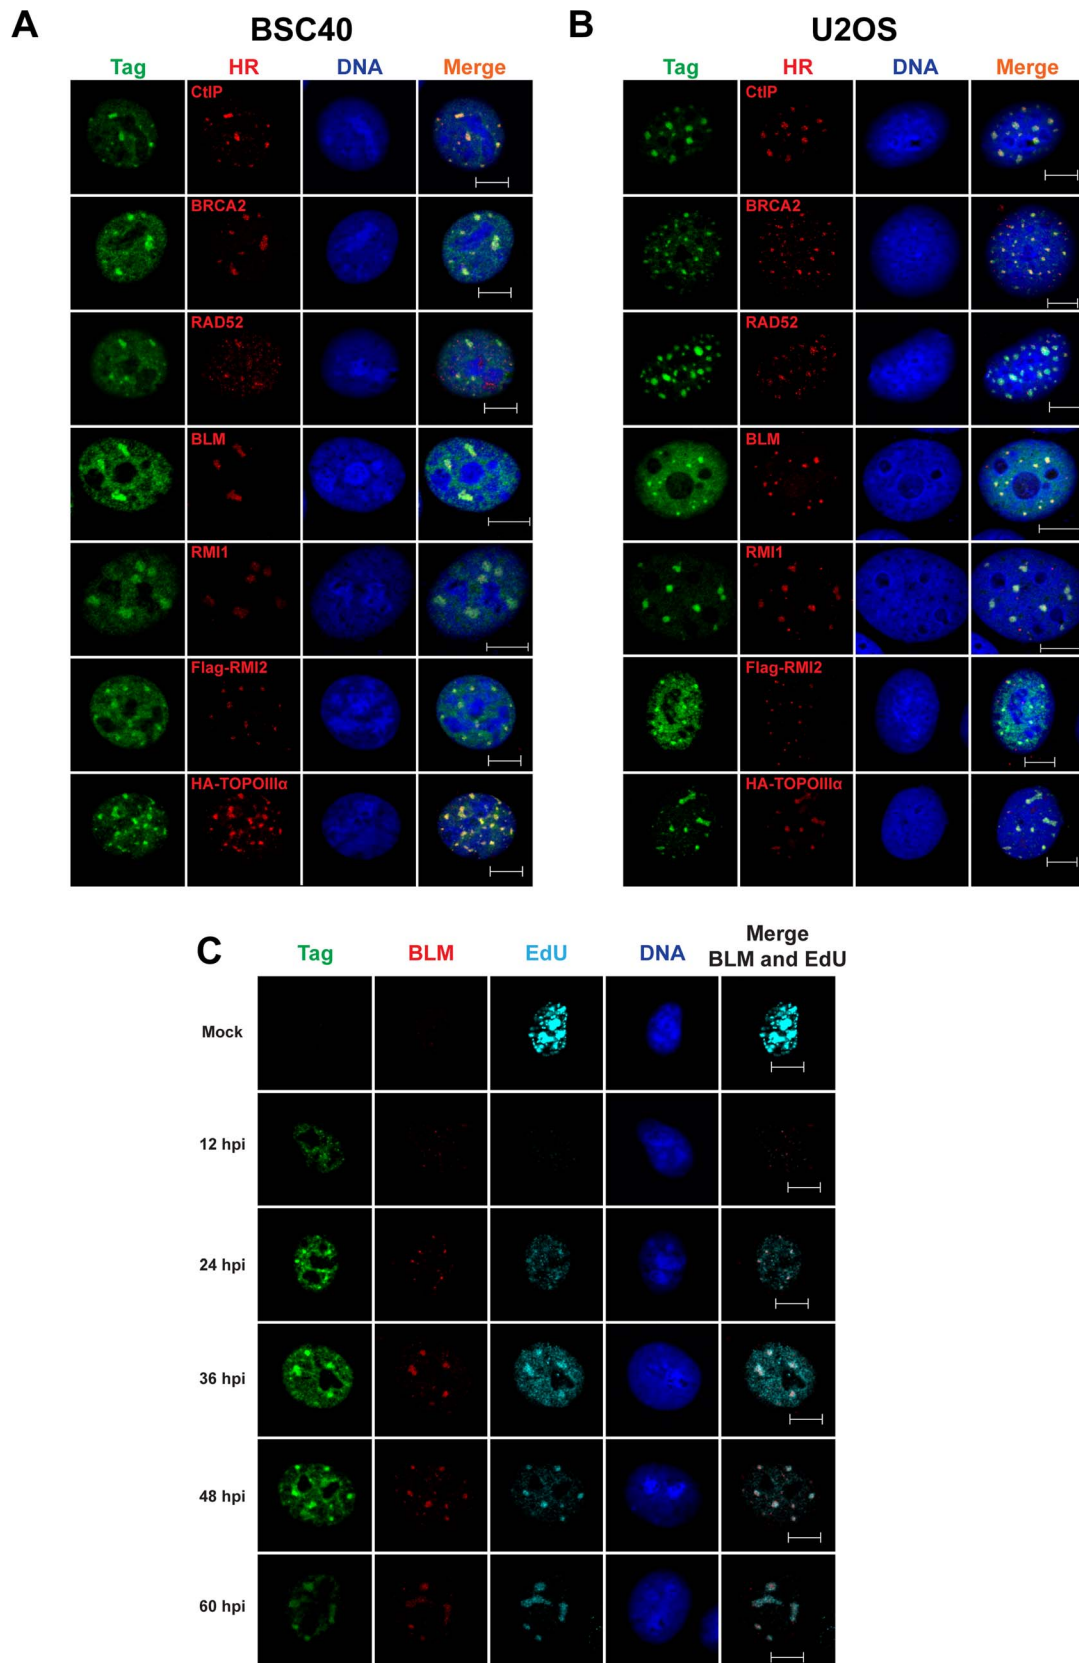 A BSC40
Tag HR DNA Merge
CtIP
BRCA2
RAD52
BLM
RMI1
Flag-RMI2
HA-TOPOIIIα
B U2OS
Tag HR DNA Merge
CtIP
BRCA2
RAD52
BLM
RMI1
Flag-RMI2
HA-TOPOIIIα
C Tag BLM EdU DNA Merge
BLM and EdU
Mock
12 hpi
24 hpi
36 hpi
48 hpi
60 hpi